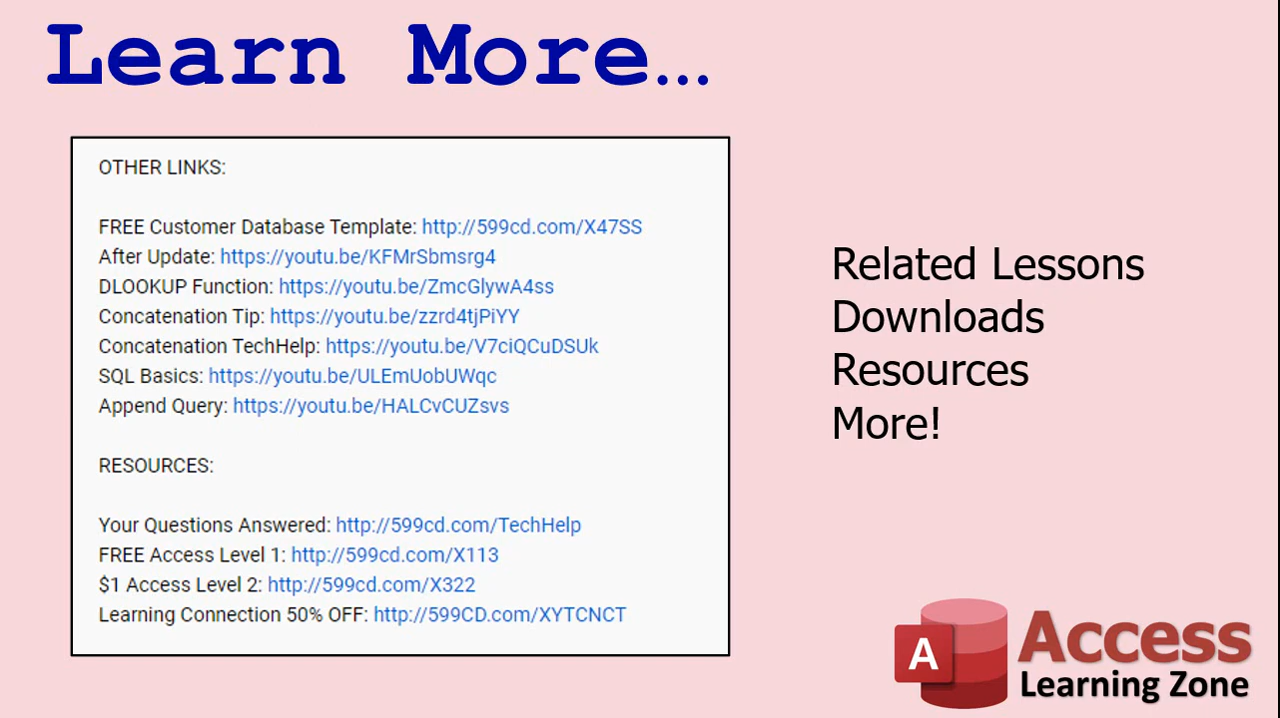 Learn More...
OTHER LINKS:
FREE Customer Database Template: http://599cd.com/X47SS
After Update: https://youtu.be/KFMrSbmsrg4
DLOOKUP Function: https://youtu.be/ZmcGlywA4ss
Concatenation Tip: https://youtu.be/zzrd4tjPiYY
Concatenation TechHelp: https://youtu.be/V7ciQCuDSUk
SQL Basics: https://youtu.be/ULEmUobUWqc
Append Query: https://youtu.be/HALCvCUZsvs
RESOURCES:
Your Questions Answered: http://599cd.com/TechHelp
FREE Access Level 1: http://599cd.com/X113
$1 Access Level 2: http://599cd.com/X322
Learning Connection 50% OFF: http://599CD.com/XYTCNCT
Related Lessons
Downloads
Resources
More!
A
Access
Learning Zone